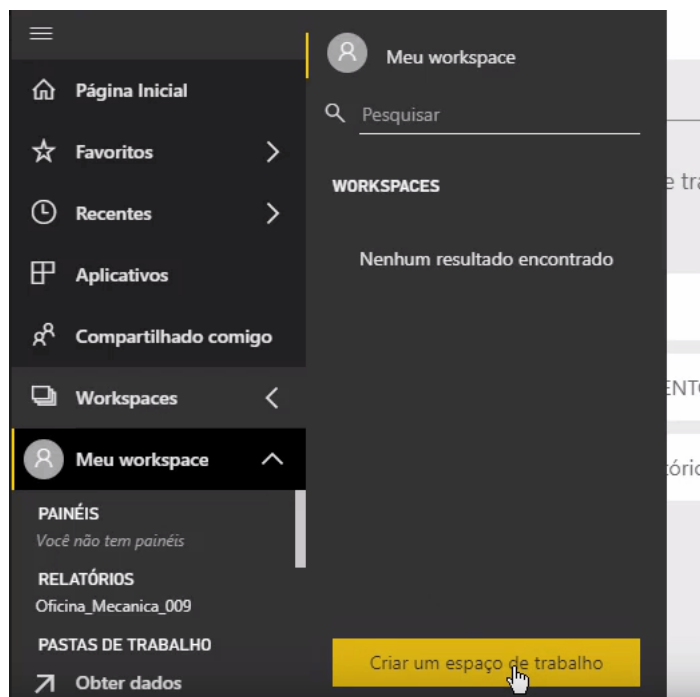 Página Inicial
Favoritos
Recentes
Aplicativos
Compartilhado comigo
Workspaces
Meu workspace
PAINÉIS
Você não tem painéis
RELATÓRIOS
Oficina_Mecanica_009
PASTAS DE TRABALHO
Obter dados
Meu workspace
Pesquisar
WORKSPACES
Nenhum resultado encontrado
Criar um espaço de trabalho